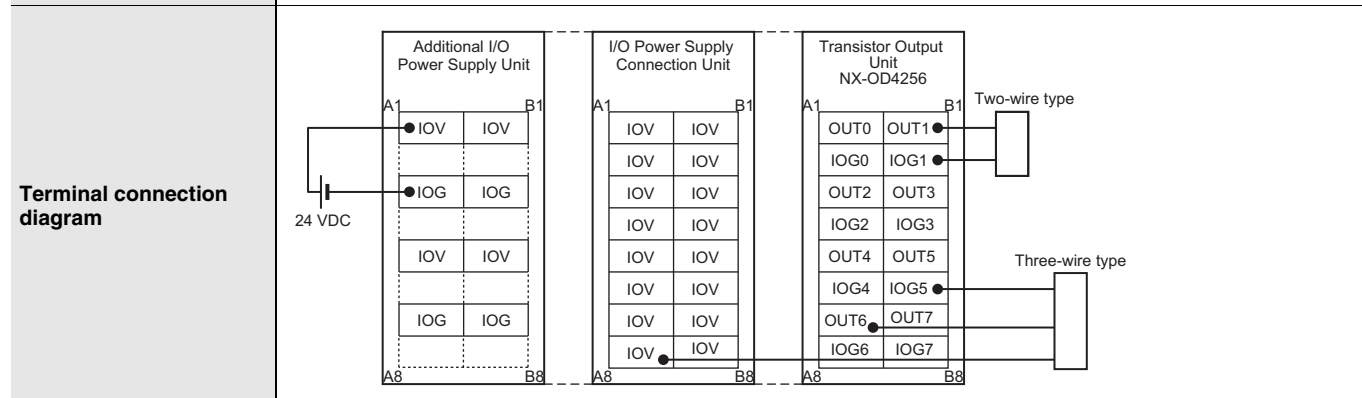 Terminal connection
diagram
Additional I/O
Power Supply Unit
A1 B1
IOV IOV
IOG IOG
IOV IOV
IOG IOG
A8 B8
24 VDC
I/O Power Supply
Connection Unit
A1 B1
IOV IOV
IOV IOV
IOV IOV
IOV IOV
IOV IOV
IOV IOV
IOV IOV
IOV IOV
A8 B8
Transistor Output
Unit
NX-OD4256
A1 B1
OUT0 OUT1
IOG0 IOG1
OUT2 OUT3
IOG2 IOG3
OUT4 OUT5
IOG4 IOG5
OUT6 OUT7
IOG6 IOG7
A8 B8
Two-wire type
Three-wire type